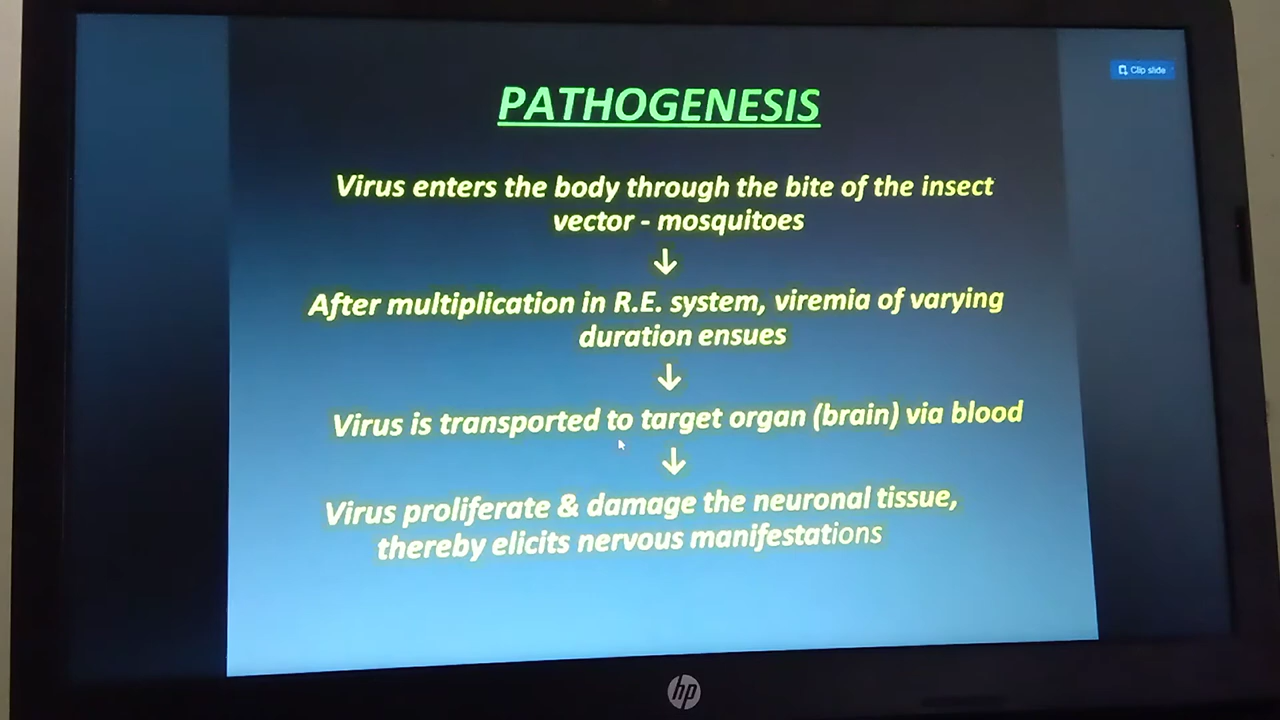 Clip slide
PATHOGENESIS
Virus enters the body through the bite of the insect
vector - mosquitoes
↓
After multiplication in R.E. system, viremia of varying
duration ensues
↓
Virus is transported to target organ (brain) via blood
↓
Virus proliferate & damage the neuronal tissue,
thereby elicits nervous manifestations
hp